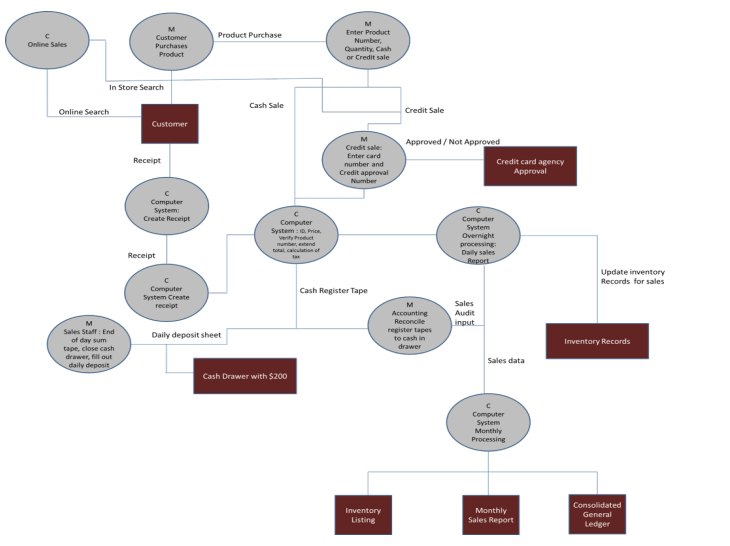 C
Online Sales
M
Customer
Purchases
Product
Product Purchase
M
Enter Product
Number,
Quantity, Cash
or Credit sale
In Store Search
Online Search
Cash Sale
Credit Sale
Customer
M
Credit sale:
Enter card
number and
Credit approval
Number
Approved / Not Approved
Credit card agency
Approval
Receipt
C
Computer
System:
Create Receipt
C
Computer
System : ID, Price,
Verify Product
number, extend
total, calculation of
tax
C
Computer
System:
Overnight
processing:
Daily sales
Report
Receipt
C
Computer
System Create
receipt
Update inventory
Records for sales
Cash Register Tape
M
Sales Staff : End
of day sum
tape, close cash
drawer, fill out
daily deposit
Daily deposit sheet
M
Accounting
Reconcile
register tapes
to cash in
drawer
Sales
Audit
input
Inventory Records
Cash Drawer with $200
Sales data
C
Computer
System
Monthly
Processing
Inventory
Listing
Monthly
Sales Report
Consolidated
General
Ledger